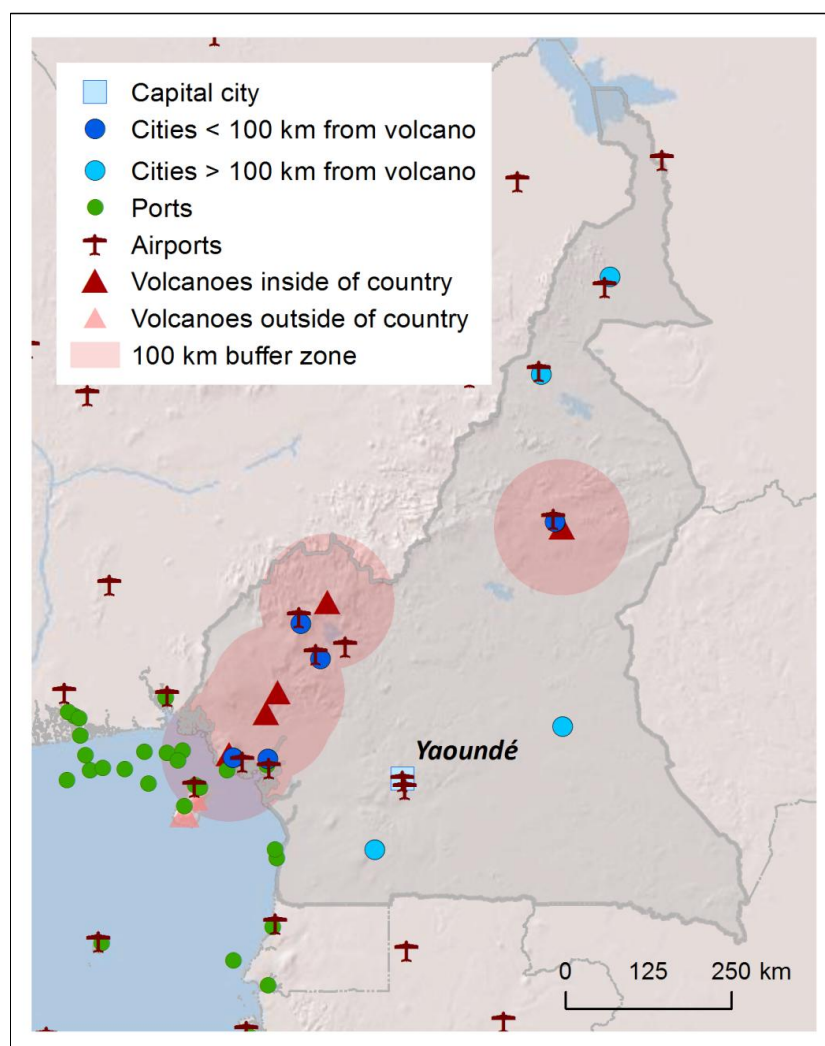 Capital city
Cities < 100 km from volcano
Cities > 100 km from volcano
Ports
Airports
Volcanoes inside of country
Volcanoes outside of country
100 km buffer zone
Yaoundé
0 125 250 km